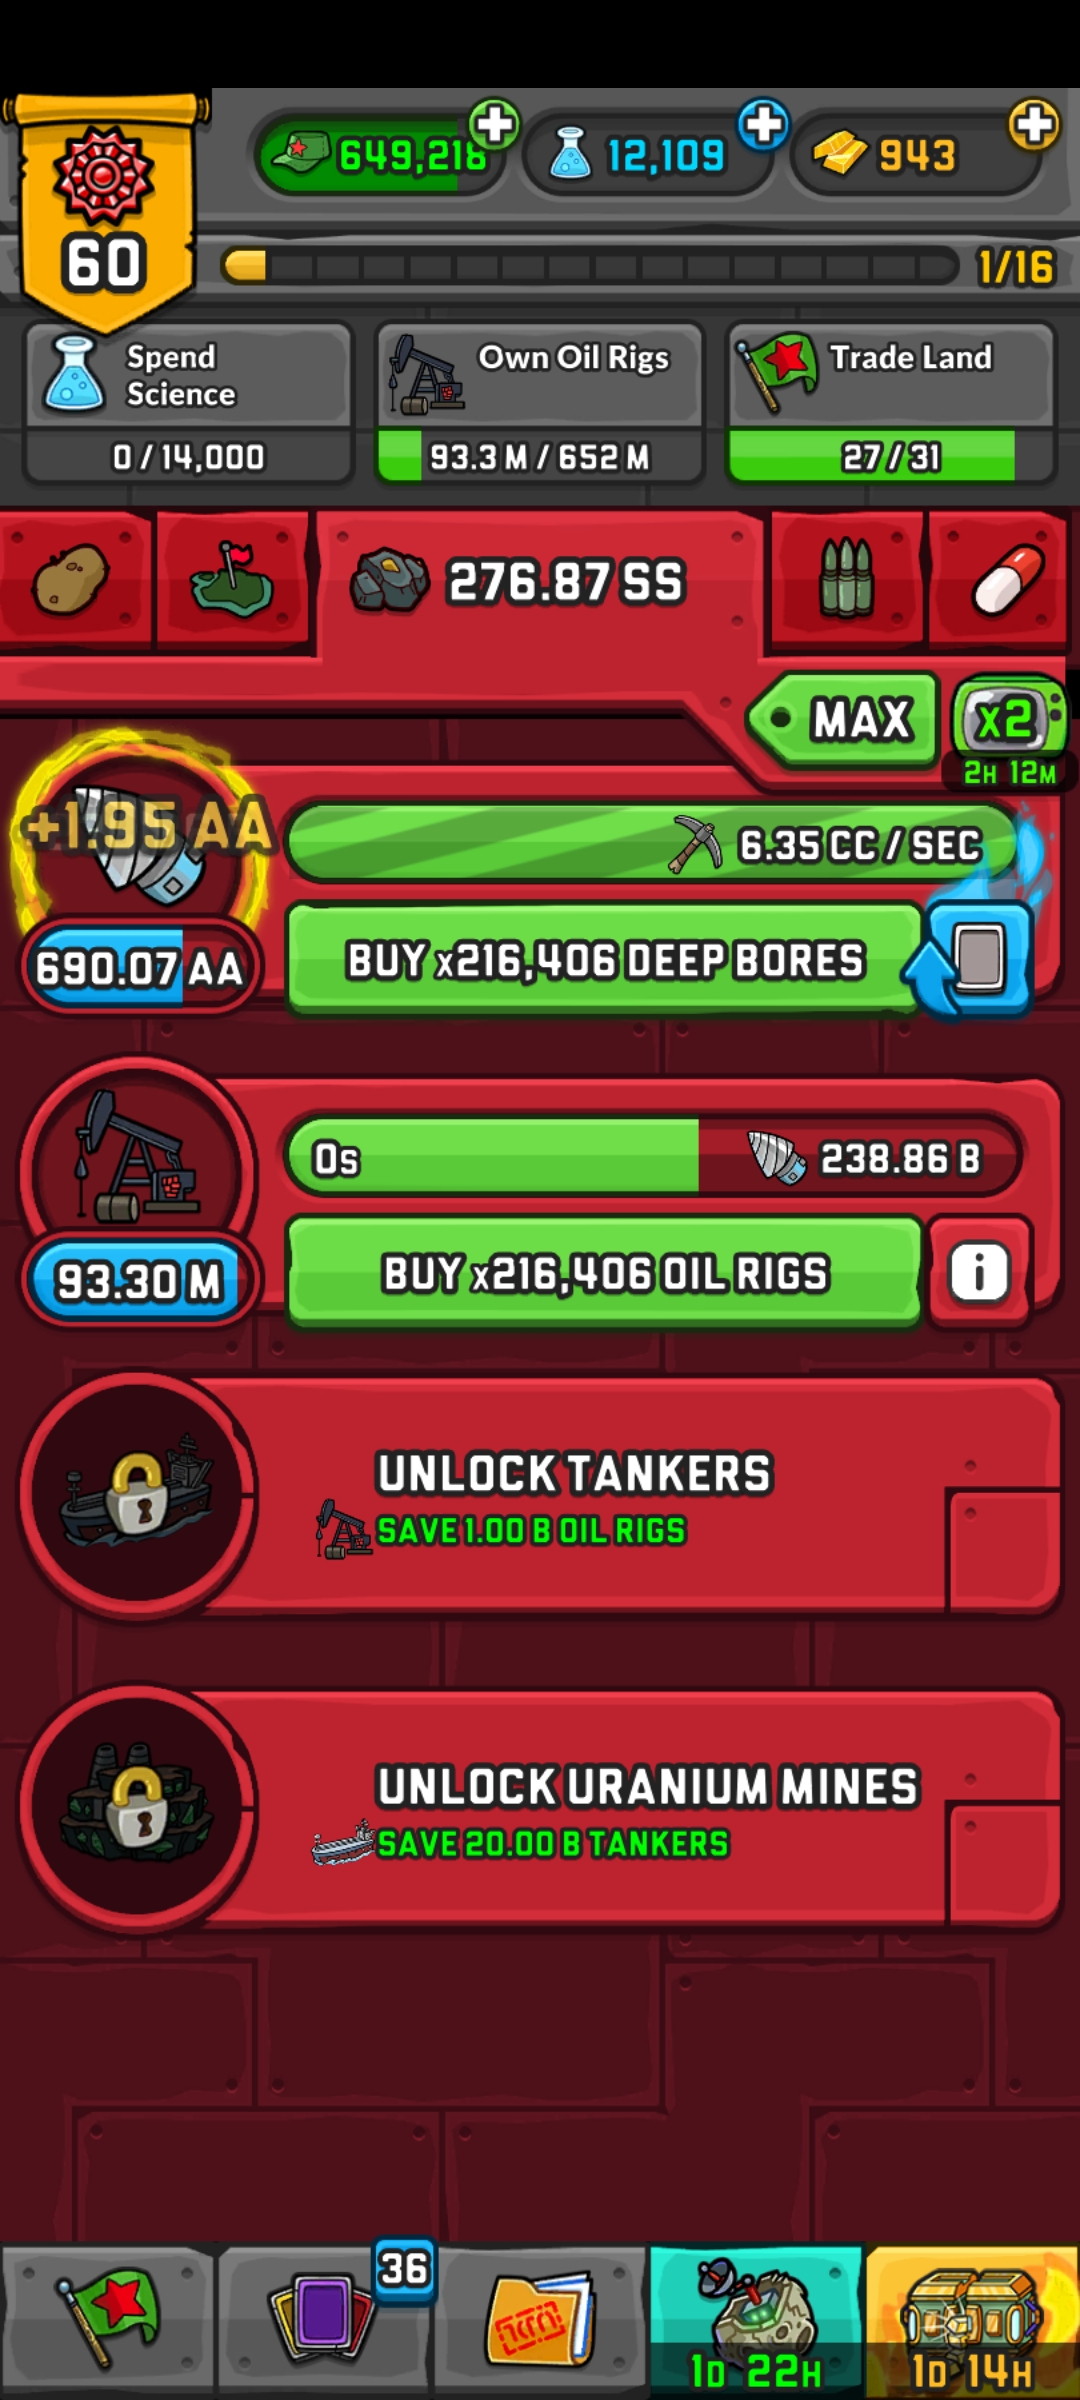 649,218
12,109
943
60
1/16
Spend
Science
0/14,000
Own Oil Rigs
93.3 M / 652 M
Trade Land
27/31
276.87 SS
MAX
x2
2H 12M
+1.95 AA
6.35 CC / SEC
690.07 AA
BUY x216,406 DEEP BORES
0s
238.86 B
93.30 M
BUY x216,406 OIL RIGS
i
UNLOCK TANKERS
SAVE 1.00 B OIL RIGS
UNLOCK URANIUM MINES
SAVE 20.00 B TANKERS
36
1D 22H
1D 14H